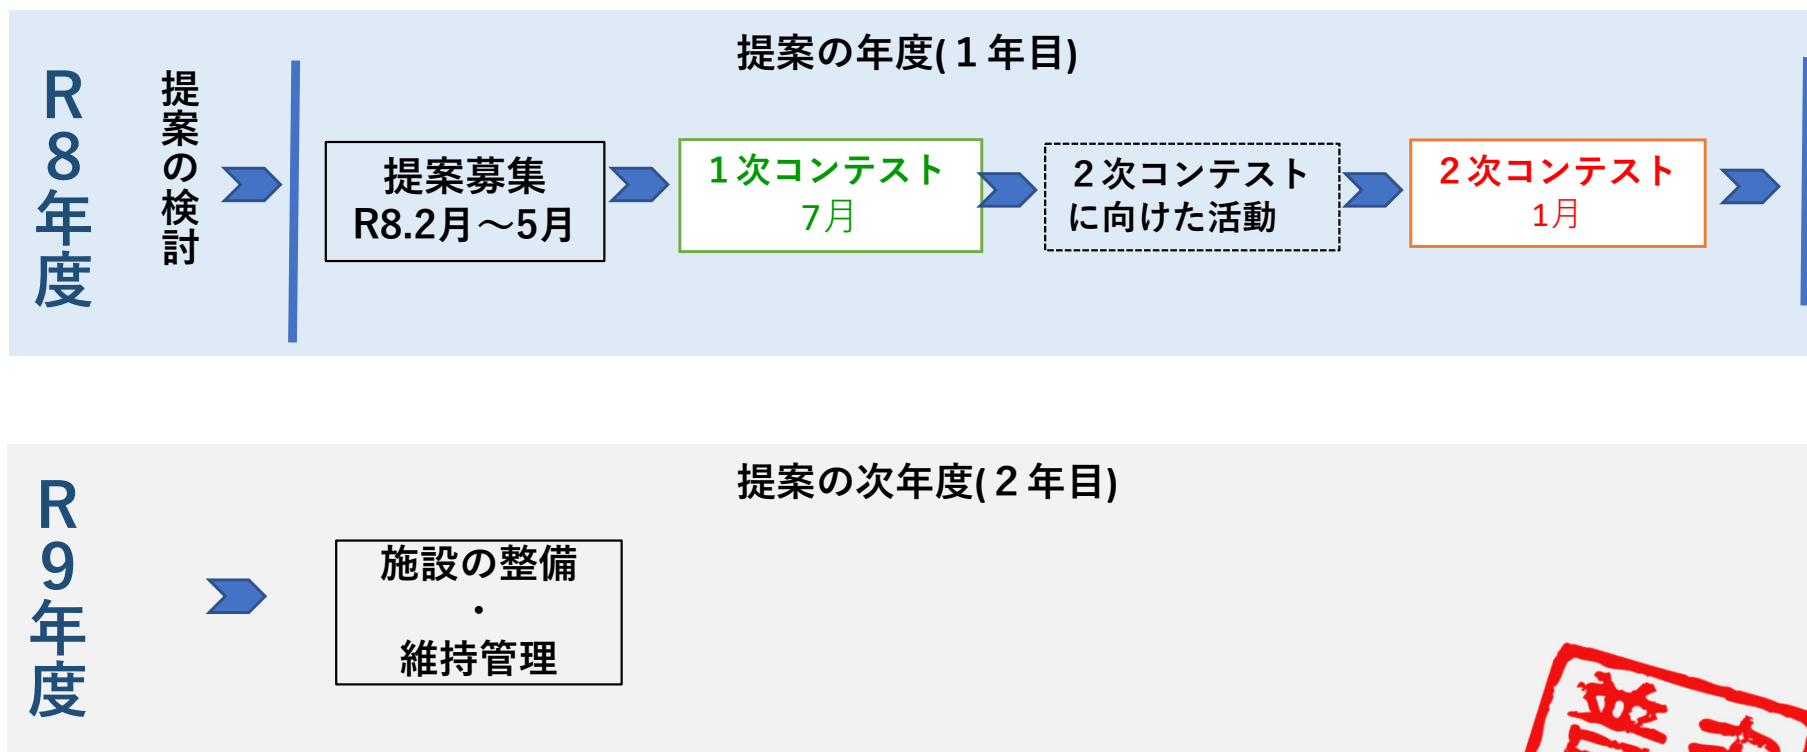 提案の年度(１年目)
R8年度
提案の検討
提案募集
R8.2月～5月
１次コンテスト
7月
２次コンテスト
に向けた活動
２次コンテスト
1月
提案の次年度(２年目)
R9年度
施設の整備
・
維持管理